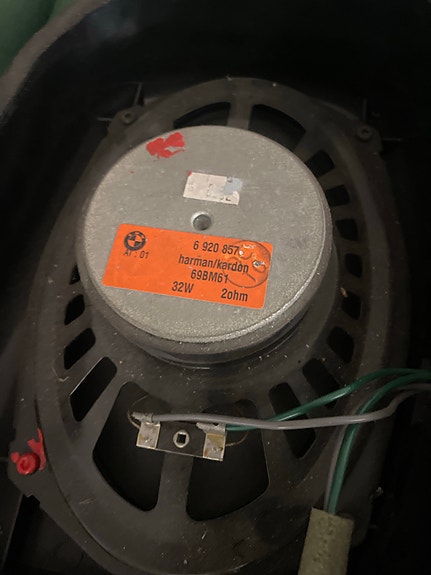 6 920 857
AI : 01
harman/kardon
69BM61
32W 2ohm